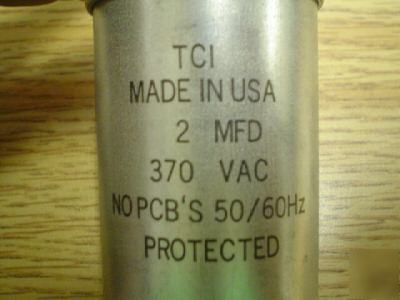 TCI
MADE IN USA
2 MFD
370 VAC
NO PCB'S 50/60Hz
PROTECTED